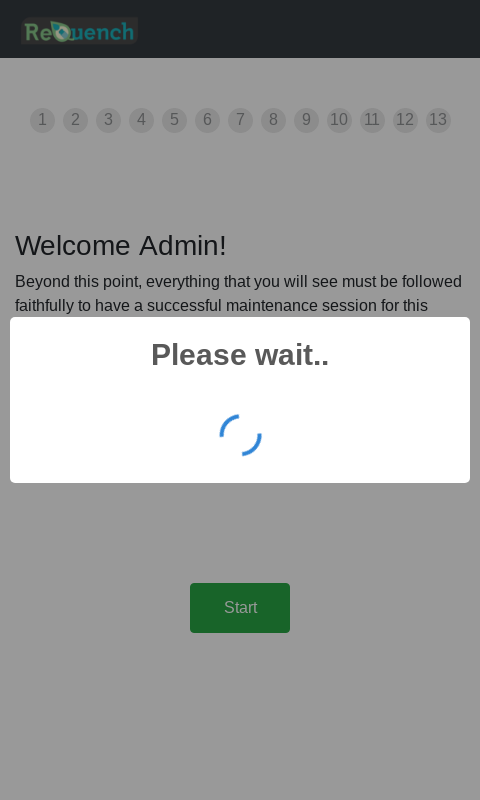 ReQuench
1 2 3 4 5 6 7 8 9 10 11 12 13
Welcome Admin!
Beyond this point, everything that you will see must be followed
faithfully to have a successful maintenance session for this
Please wait..
Start